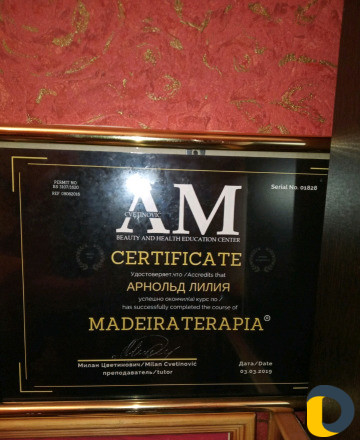 Serial No. 01828
AM
CVETINOVIC
BEAUTY AND HEALTH EDUCATION CENTER
CERTIFICATE
Удостоверяет,что /Accredits that
АРНОЛЬД ЛИЛИЯ
успешно окончил(а) курс по /
has successfully completed the course of
MADEIRATERAPIA®
Милан Цветинович/Milan Cvetinovic
преподаватель/tutor
Дата/Date
03.03.2019